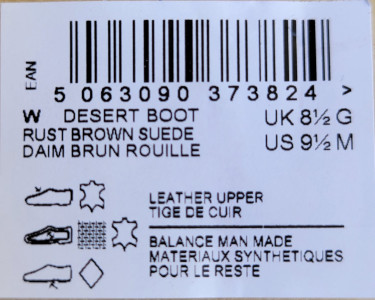 EAN
5 063090 373824 >
W DESERT BOOT UK 8½ G
RUST BROWN SUEDE US 9½ M
DAIM BRUN ROUILLE
LEATHER UPPER
TIGE DE CUIR
BALANCE MAN MADE
MATERIAUX SYNTHETIQUES
POUR LE RESTE